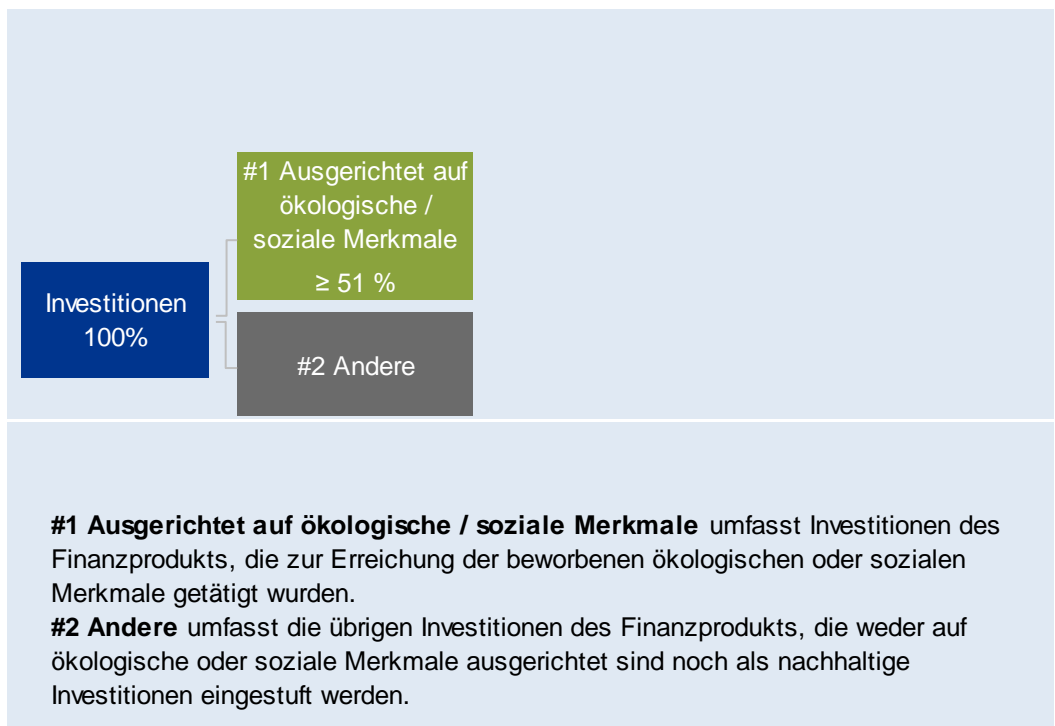 #1 Ausgerichtet auf
ökologische /
soziale Merkmale
≥ 51 %
Investitionen
100%
#2 Andere
#1 Ausgerichtet auf ökologische / soziale Merkmale umfasst Investitionen des
Finanzprodukts, die zur Erreichung der beworbenen ökologischen oder sozialen
Merkmale getätigt wurden.
#2 Andere umfasst die übrigen Investitionen des Finanzprodukts, die weder auf
ökologische oder soziale Merkmale ausgerichtet sind noch als nachhaltige
Investitionen eingestuft werden.